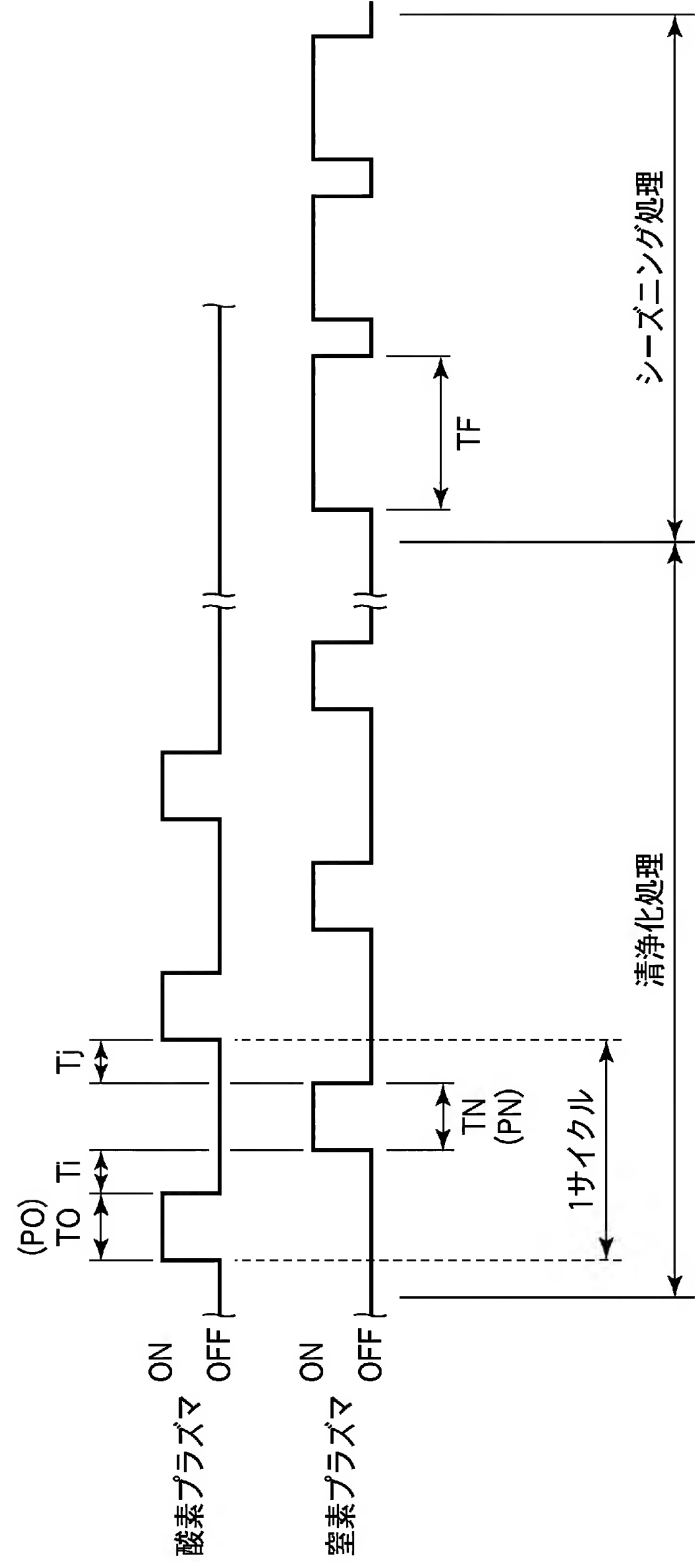 (PO)
TO
Ti
Tj
酸素プラズマ
ON
OFF
窒素プラズマ
ON
OFF
TN
(PN)
TF
1サイクル
清浄化処理
シーズニング処理